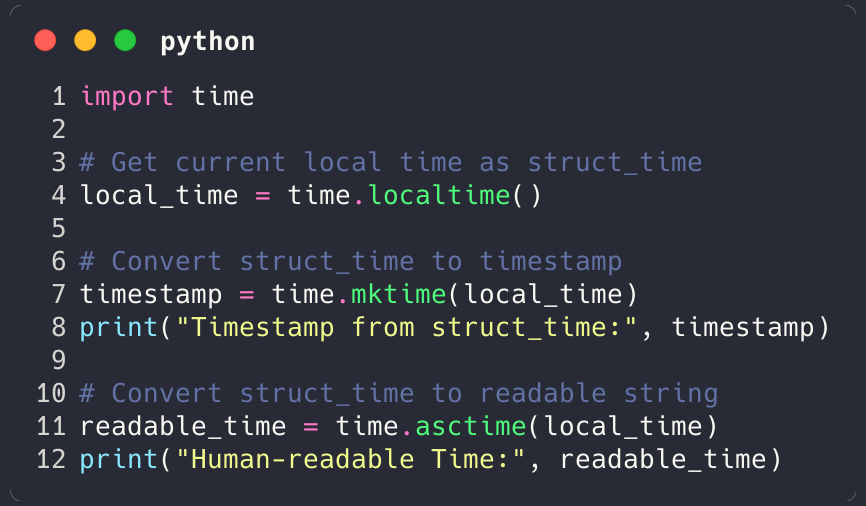 python
1 import time
2
3 # Get current local time as struct_time
4 local_time = time.localtime()
5
6 # Convert struct_time to timestamp
7 timestamp = time.mktime(local_time)
8 print("Timestamp from struct_time:", timestamp)
9
10 # Convert struct_time to readable string
11 readable_time = time.asctime(local_time)
12 print("Human-readable Time:", readable_time)